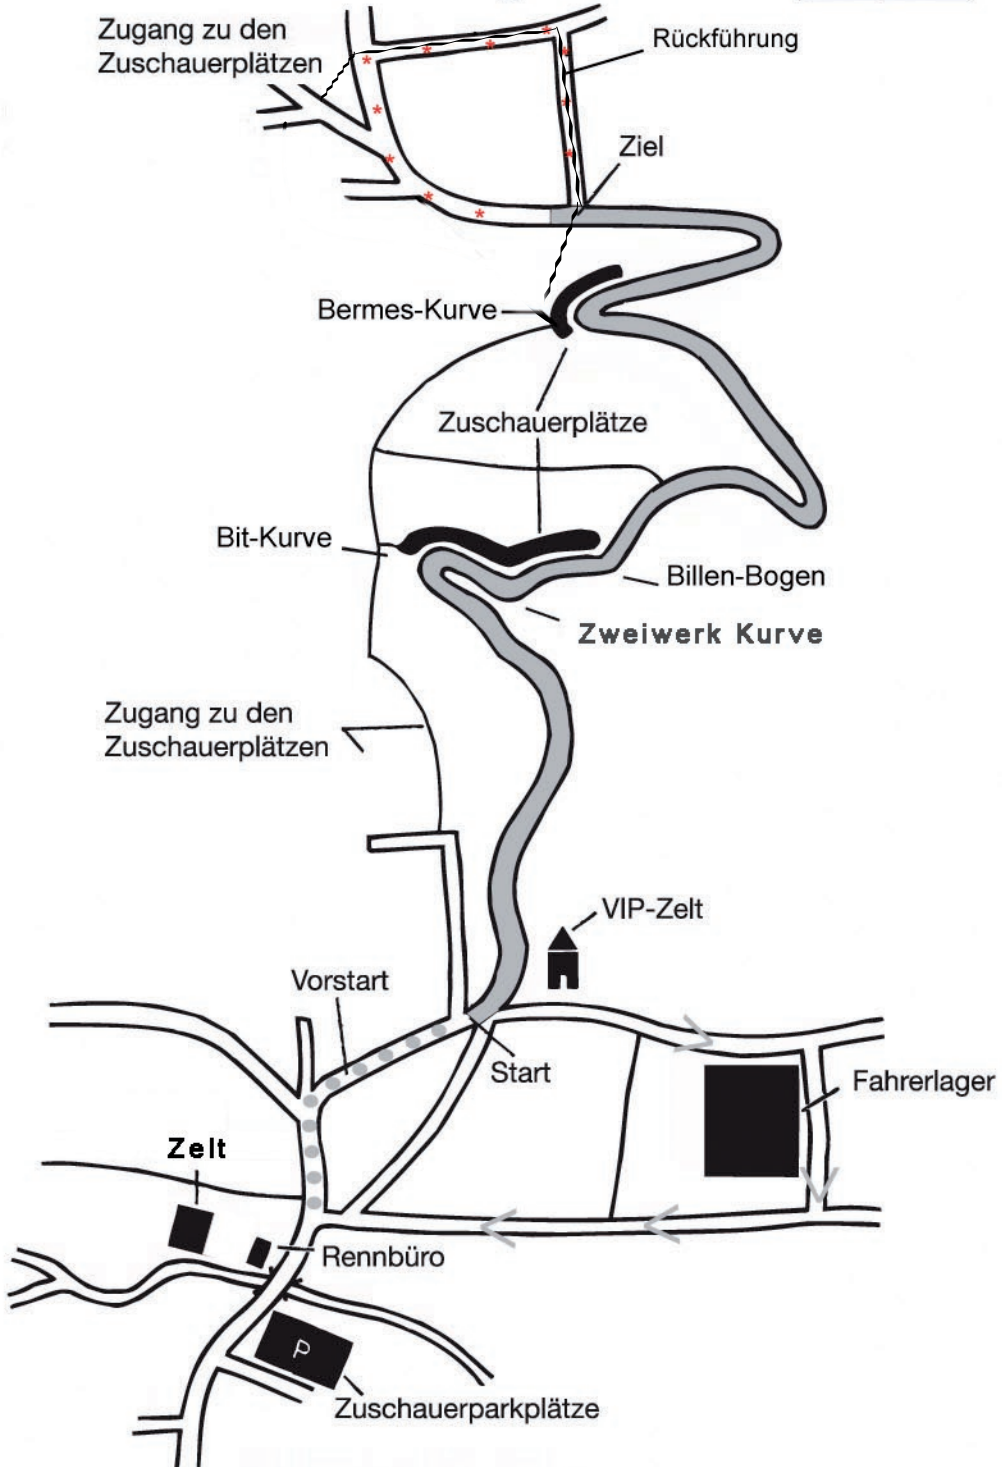 Zugang zu den
Zuschauerplätzen
Rückführung
Ziel
Bermes-Kurve
Zuschauerplätze
Bit-Kurve
Billen-Bogen
Zweiwerk Kurve
Zugang zu den
Zuschauerplätzen
VIP-Zelt
Vorstart
Start
Fahrerlager
Zelt
Rennbüro
P
Zuschauerparkplätze